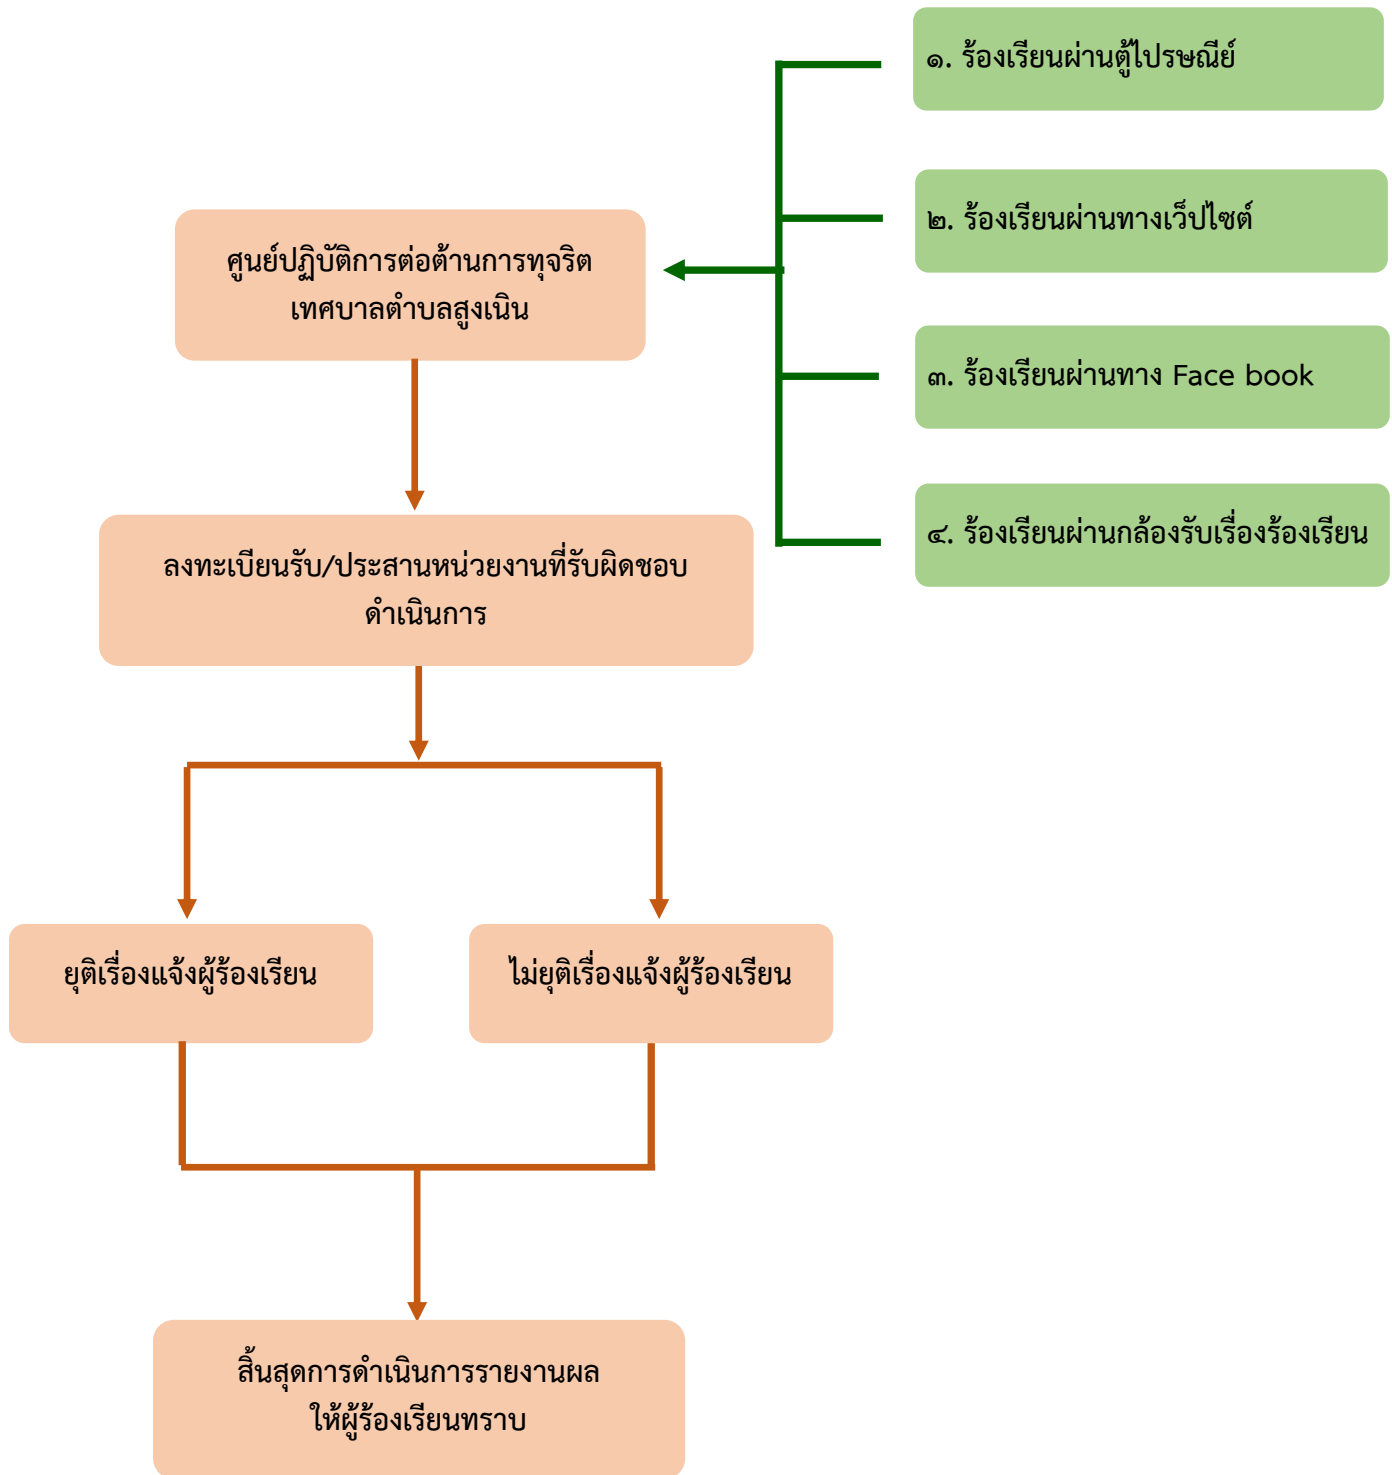 ๑. ร้องเรียนผ่านตู้ไปรษณีย์
๒. ร้องเรียนผ่านทางเว็ปไซต์
ศูนย์ปฏิบัติการต่อต้านการทุจริต
เทศบาลตำบลสูงเนิน
๓. ร้องเรียนผ่านทาง Face book
๔. ร้องเรียนผ่านกล้องรับเรื่องร้องเรียน
ลงทะเบียนรับ/ประสานหน่วยงานที่รับผิดชอบ
ดำเนินการ
ยุติเรื่องแจ้งผู้ร้องเรียน
ไม่ยุติเรื่องแจ้งผู้ร้องเรียน
สิ้นสุดการดำเนินการรายงานผล
ให้ผู้ร้องเรียนทราบ